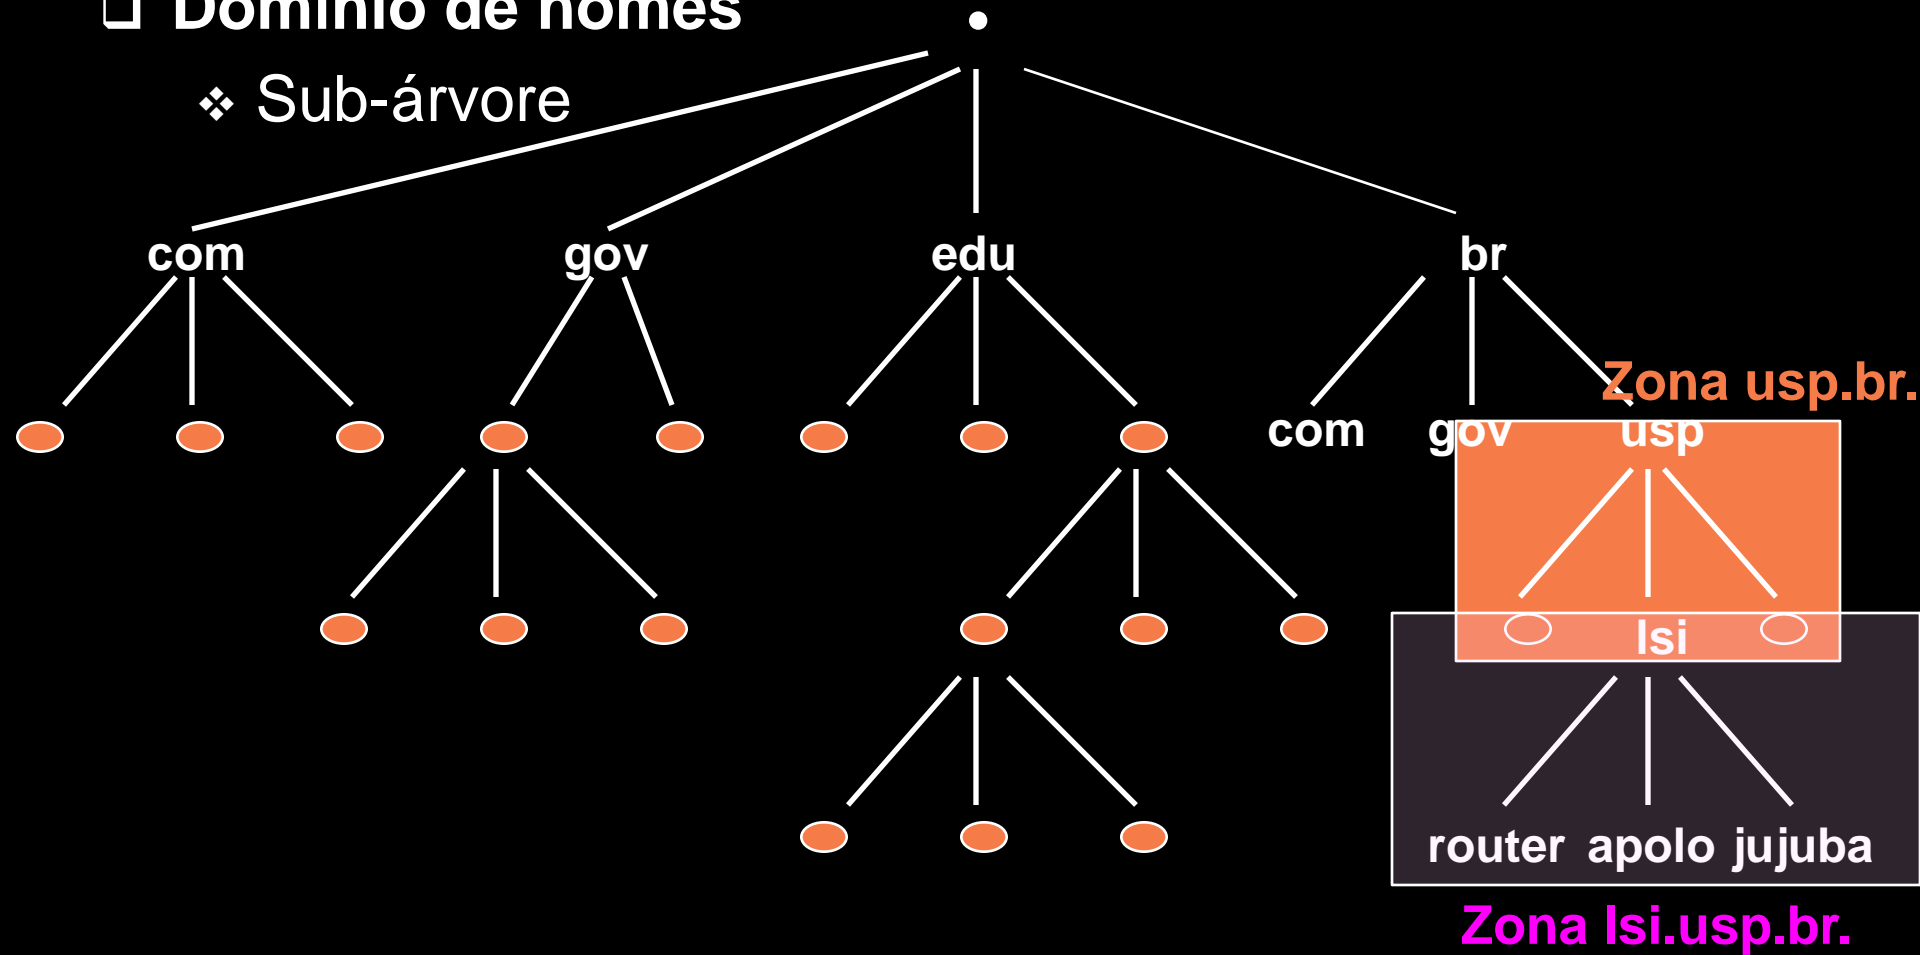 Domínio de nomes
Sub-árvore
.
com gov edu br
Zona usp.br.
com gov usp
lsi
router apolo jujuba
Zona lsi.usp.br.